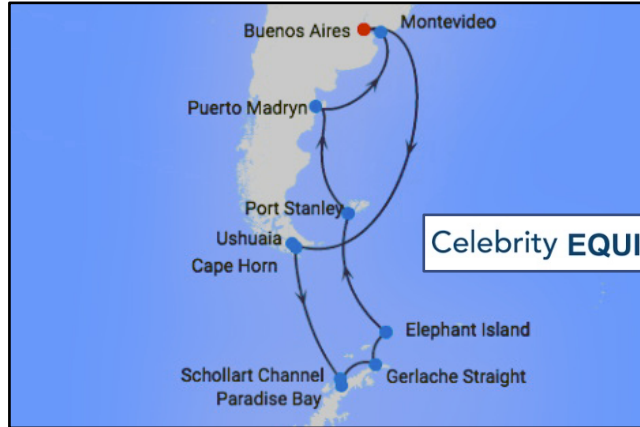 Montevideo
Buenos Aires
Puerto Madryn
Port Stanley
Ushuaia
Cape Horn
Celebrity EQUI
Elephant Island
Schollart Channel
Gerlache Straight
Paradise Bay